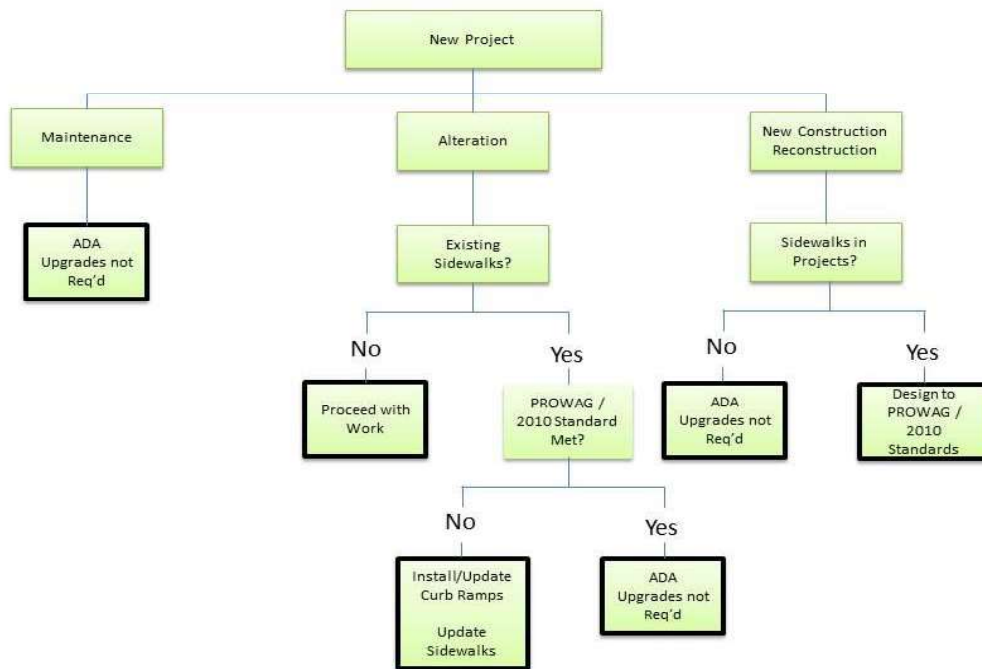 New Project
Maintenance
Alteration
New Construction
Reconstruction
ADA
Upgrades not
Req'd
Existing
Sidewalks?
Sidewalks in
Projects?
No
Yes
No
Yes
Proceed with
Work
PROWAG /
2010 Standard
Met?
ADA
Upgrades not
Req'd
Design to
PROWAG /
2010
Standards
No
Yes
Install/Update
Curb Ramps
Update
Sidewalks
ADA
Upgrades not
Req'd